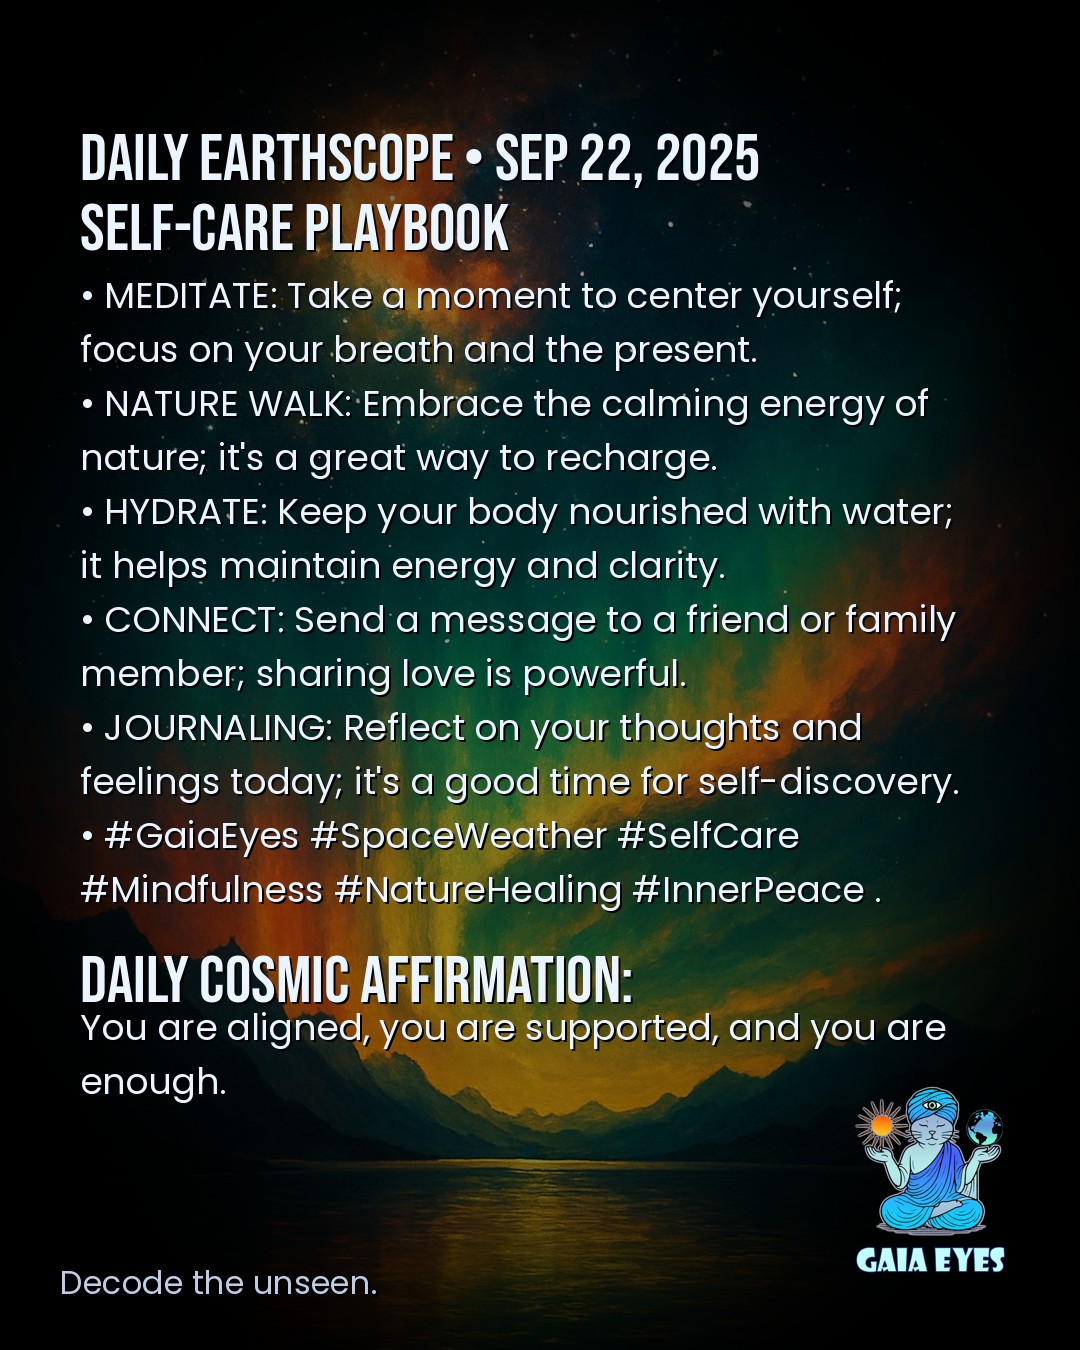 DAILY EARTHSCOPE • SEP 22, 2025
SELF-CARE PLAYBOOK
• MEDITATE: Take a moment to center yourself;
focus on your breath and the present.
• NATURE WALK: Embrace the calming energy of
nature; it's a great way to recharge.
• HYDRATE: Keep your body nourished with water;
it helps maintain energy and clarity.
• CONNECT: Send a message to a friend or family
member; sharing love is powerful.
• JOURNALING: Reflect on your thoughts and
feelings today; it's a good time for self-discovery.
• #GaiaEyes #SpaceWeather #SelfCare
#Mindfulness #NatureHealing #InnerPeace .
DAILY COSMIC AFFIRMATION:
You are aligned, you are supported, and you are
enough.
GAIA EYES
Decode the unseen.